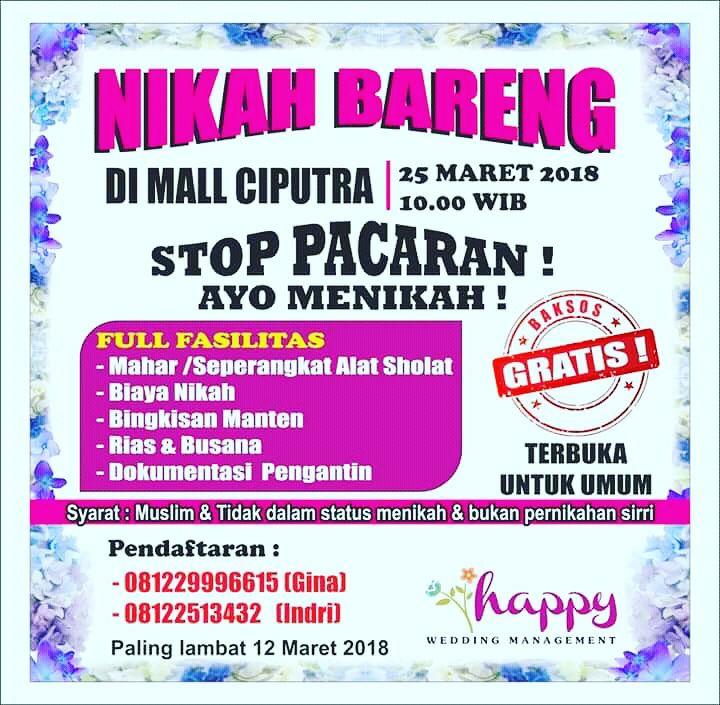 NIKAH BARENG
DI MALL CIPUTRA
25 MARET 2018
10.00 WIB
STOP PACARAN !
AYO MENIKAH !
FULL FASILITAS
- Mahar /Seperangkat Alat Sholat
- Biaya Nikah
- Bingkisan Manten
- Rias & Busana
- Dokumentasi Pengantin
BAKSOS
GRATIS !
TERBUKA
UNTUK UMUM
Syarat : Muslim & Tidak dalam status menikah & bukan pernikahan sirri
Pendaftaran :
- 081229996615 (Gina)
- 08122513432 (Indri)
Paling lambat 12 Maret 2018
happy
WEDDING MANAGEMENT